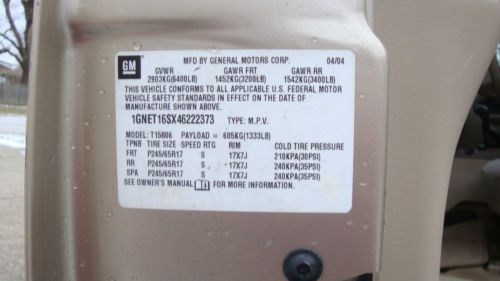 GM
MFD BY GENERAL MOTORS CORP. 04/04
GVWR GAWR FRT GAWR RR
2903KG(6400LB) 1452KG(3200LB) 1542KG(3400LB)
THIS VEHICLE CONFORMS TO ALL APPLICABLE U.S. FEDERAL MOTOR
VEHICLE SAFETY STANDARDS IN EFFECT ON THE DATE OF
MANUFACTURE SHOWN ABOVE.
1GNET16SX46222373 TYPE: M.P.V.
MODEL: T15806 PAYLOAD = 605KG(1333LB)
TPNB TIRE SIZE SPEED RTG RIM COLD TIRE PRESSURE
FRT P245/65R17 S 17X7J 210KPA(30PSI)
RR P245/65R17 S 17X7J 240KPA(35PSI)
SPA P245/65R17 S 17X7J 240KPA(35PSI)
SEE OWNER'S MANUAL FOR MORE INFORMATION